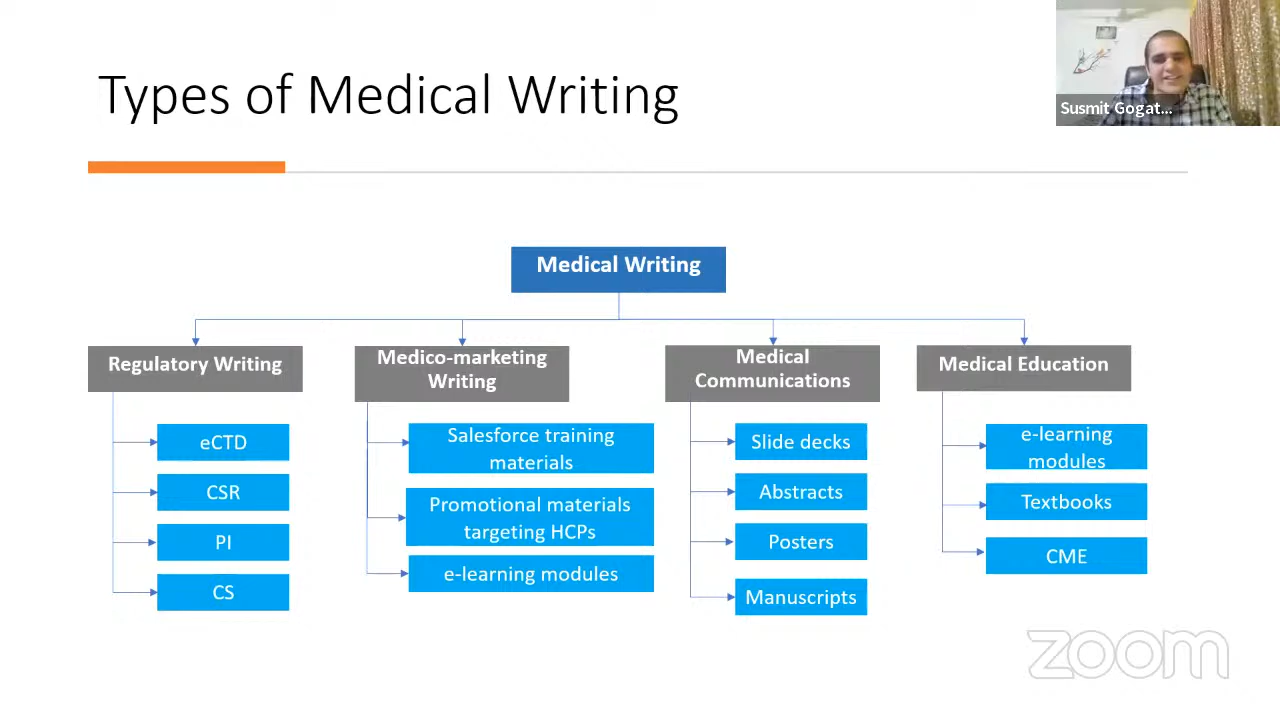 Types of Medical Writing
Susmit Gogat...
Medical Writing
Regulatory Writing
eCTD
CSR
PI
CS
Medico-marketing
Writing
Salesforce training
materials
Promotional materials
targeting HCPs
e-learning modules
Medical
Communications
Slide decks
Abstracts
Posters
Manuscripts
Medical Education
e-learning
modules
Textbooks
CME
zoom